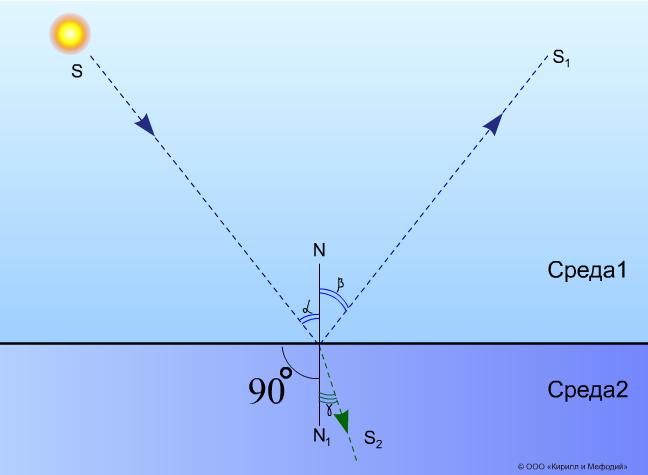 S
S₁
N
α
β
Среда1
90°
Среда2
γ
N₁
S₂
© ООО «Кирилл и Мефодий»